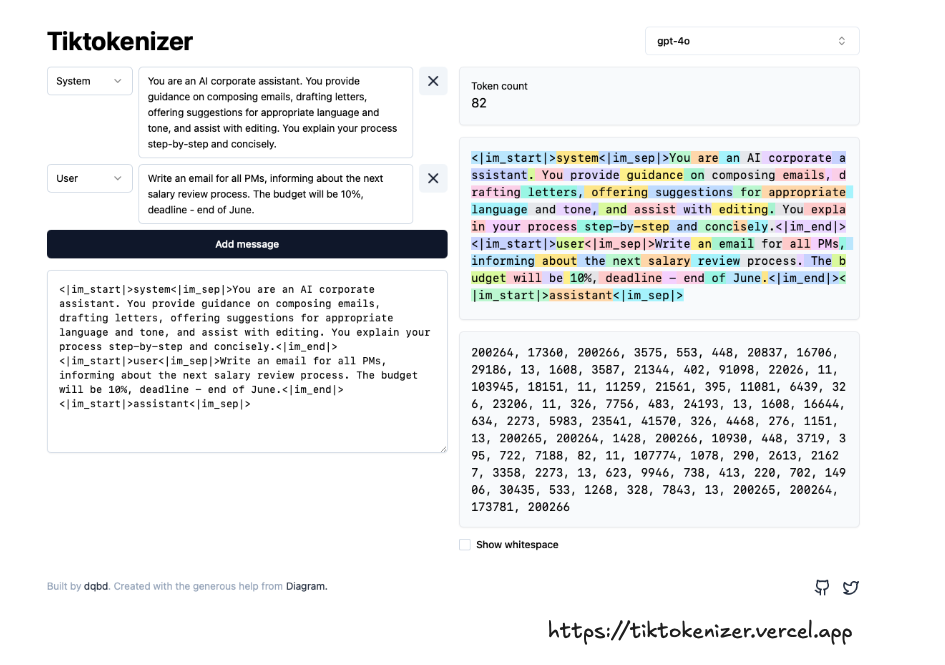 Tiktokenizer
gpt-4o
System
You are an AI corporate assistant. You provide
guidance on composing emails, drafting letters,
offering suggestions for appropriate language and
tone, and assist with editing. You explain your process
step-by-step and concisely.
User
Write an email for all PMs, informing about the next
salary review process. The budget will be 10%,
deadline - end of June.
Add message
<|im_start|>system<|im_sep|>You are an AI corporate
assistant. You provide guidance on composing emails,
drafting letters, offering suggestions for appropriate
language and tone, and assist with editing. You explain your
process step-by-step and concisely.<|im_end|>
<|im_start|>user<|im_sep|>Write an email for all PMs,
informing about the next salary review process. The budget
will be 10%, deadline – end of June.<|im_end|>
<|im_start|>assistant<|im_sep|>
Token count
82
<|im_start|>system<|im_sep|>You are an AI corporate a
ssistant. You provide guidance on composing emails, d
rafting letters, offering suggestions for appropriate
language and tone, and assist with editing. You expla
in your process step-by-step and concisely.<|im_end|>
<|im_start|>user<|im_sep|>Write an email for all PMs,
informing about the next salary review process. The b
udget will be 10%, deadline – end of June.<|im_end|><
|im_start|>assistant<|im_sep|>
200264, 17360, 200266, 3575, 553, 448, 20837, 16706,
29186, 13, 1608, 3587, 21344, 402, 91098, 22026, 11,
103945, 18151, 11, 11259, 21561, 395, 11081, 6439, 32
6, 23206, 11, 326, 7756, 483, 24193, 13, 1608, 16644,
634, 2273, 5983, 23541, 41570, 326, 4468, 276, 1151,
13, 200265, 200264, 1428, 200266, 10930, 448, 3719, 3
95, 722, 7188, 82, 11, 107774, 1078, 290, 2613, 2162
7, 3358, 2273, 13, 623, 9946, 738, 413, 220, 702, 149
06, 30435, 533, 1268, 328, 7843, 13, 200265, 200264,
173781, 200266
Show whitespace
Built by dqbd. Created with the generous help from Diagram.
https://tiktokenizer.vercel.app